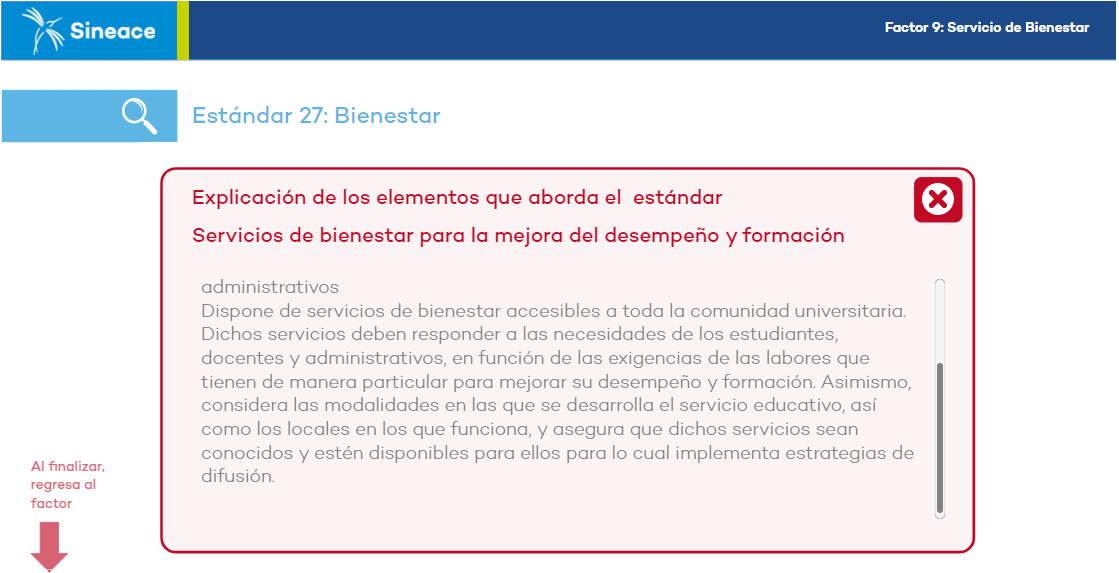 Sineace
Factor 9: Servicio de Bienestar
Estándar 27: Bienestar
Explicación de los elementos que aborda el  estándar
Servicios de bienestar para la mejora del desempeño y formación
administrativos
Dispone de servicios de bienestar accesibles a toda la comunidad universitaria.
Dichos servicios deben responder a las necesidades de los estudiantes,
docentes y administrativos, en función de las exigencias de las labores que
tienen de manera particular para mejorar su desempeño y formación. Asimismo,
considera las modalidades en las que se desarrolla el servicio educativo, así
como los locales en los que funciona, y asegura que dichos servicios sean
conocidos y estén disponibles para ellos para lo cual implementa estrategias de
difusión.
Al finalizar,
regresa al
factor